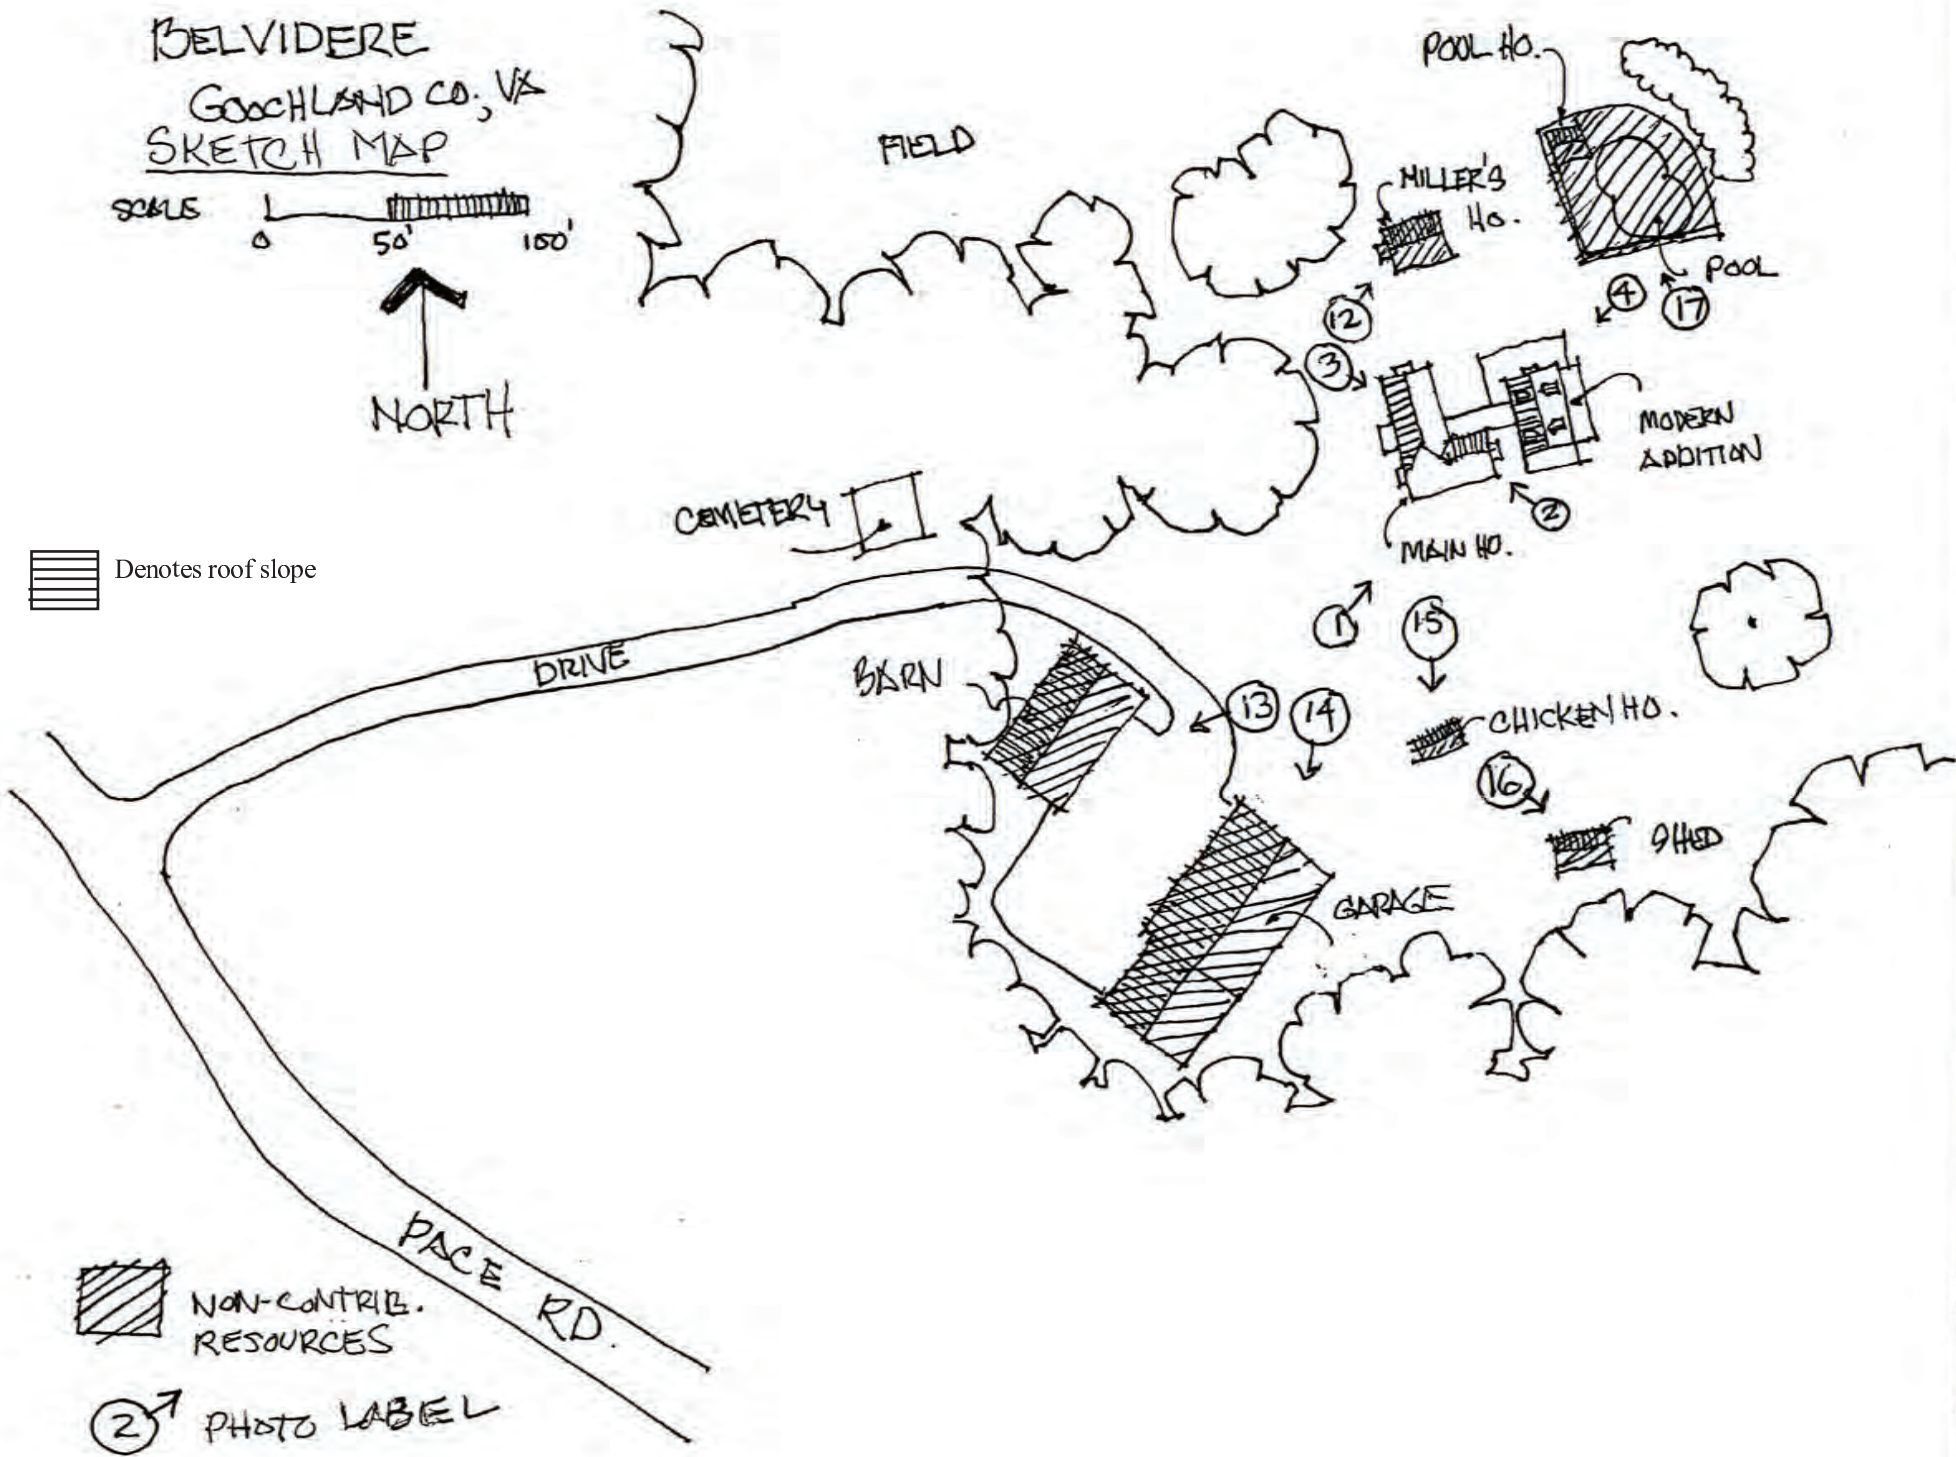 BELVIDERE
GOOCHLAND CO., VA
SKETCH MAP
SCALE
0 50' 100'
NORTH
FIELD
POOL HO.
MILLER'S
HO.
POOL
4
17
12
3
MODERN
ADDITION
2
MAIN HO.
CEMETERY
Denotes roof slope
1
15
DRIVE
BARN
13
14
CHICKEN HO.
16
SHED
GARAGE
PACE RD.
NON-CONTRIB.
RESOURCES
2 PHOTO LABEL